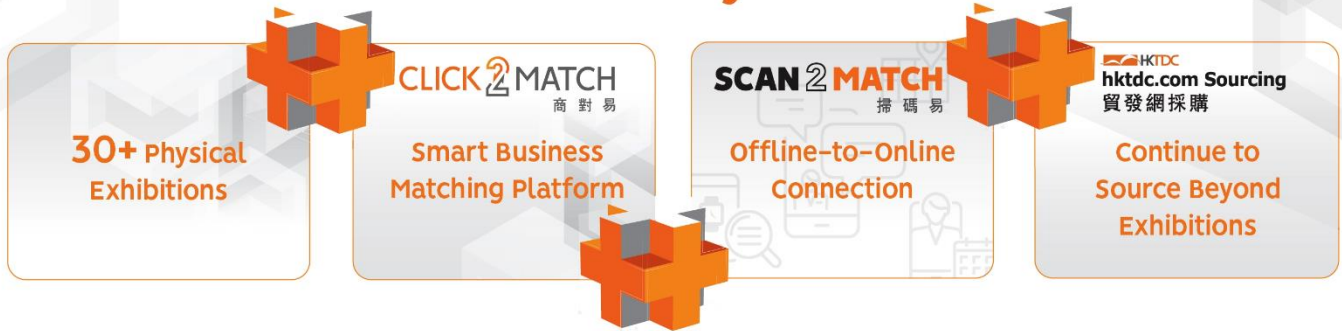 30+ Physical
Exhibitions
CLICK2MATCH
商對易
Smart Business
Matching Platform
SCAN2MATCH
掃碼易
Offline-to-Online
Connection
HKTDC
hktdc.com Sourcing
貿發網採購
Continue to
Source Beyond
Exhibitions